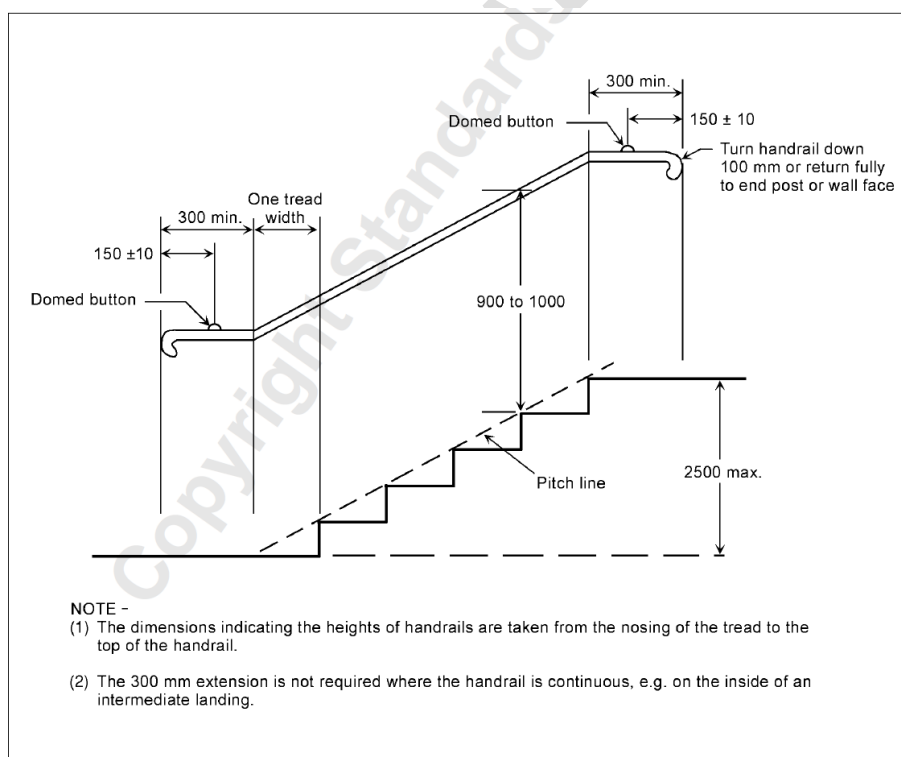 Copyright Standards
300 min.
Domed button
150 ± 10
Turn handrail down
100 mm or return fully
to end post or wall face
One tread
width
300 min.
150 ±10
Domed button
900 to 1000
Pitch line
2500 max.
NOTE –
(1) The dimensions indicating the heights of handrails are taken from the nosing of the tread to the
top of the handrail.
(2) The 300 mm extension is not required where the handrail is continuous, e.g. on the inside of an
intermediate landing.